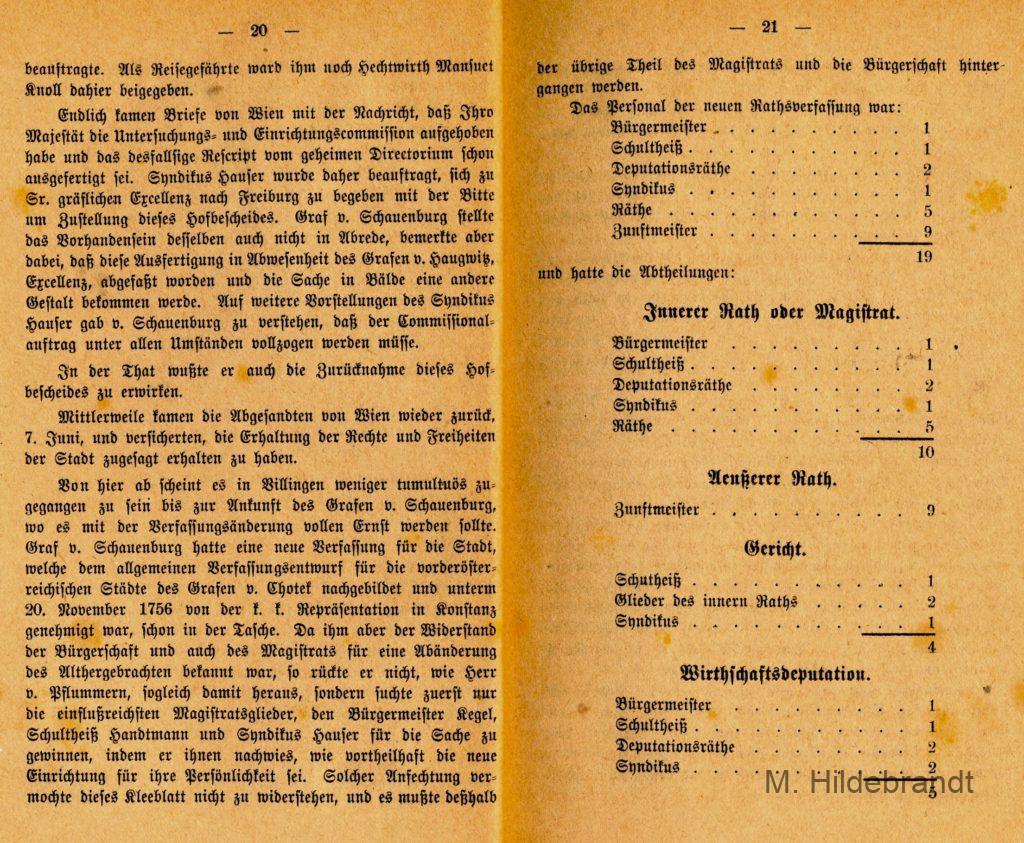 — 20 —
beauftragte. Als Reisegefährte ward ihm noch Hechtwirth Mansuet
Knoll dahier beigegeben.
Endlich kamen Briefe von Wien mit der Nachricht, daß Ihro
Majestät die Untersuchungs- und Einrichtungscommission aufgehoben
habe und das desfallsige Rescript vom geheimen Directorium schon
ausgefertigt sei. Syndikus Hauser wurde daher beauftragt, sich zu
Sr. gräflichen Excellenz nach Freiburg zu begeben mit der Bitte
um Zustellung dieses Hofbescheides. Graf v. Schauenburg stellte
das Vorhandensein desselben auch nicht in Abrede, bemerkte aber
dabei, daß diese Ausfertigung in Abwesenheit des Grafen v. Haugwitz,
Excellenz, abgefaßt worden und die Sache in Bälde eine andere
Gestalt bekommen werde. Auf weitere Vorstellungen des Syndikus
Hauser gab v. Schauenburg zu verstehen, daß der Commissional-
auftrag unter allen Umständen vollzogen werden müsse.
In der That wußte er auch die Zurücknahme dieses Hof-
bescheides zu erwirken.
Mittlerweile kamen die Abgesandten von Wien wieder zurück,
7. Juni, und versicherten, die Erhaltung der Rechte und Freiheiten
der Stadt zugesagt erhalten zu haben.
Von hier ab scheint es in Villingen weniger tumultuös zu-
gegangen zu sein bis zur Ankunft des Grafen v. Schauenburg,
wo es mit der Verfassungsänderung vollen Ernst werden sollte.
Graf v. Schauenburg hatte eine neue Verfassung für die Stadt,
welche dem allgemeinen Verfassungsentwurf für die vorderöster-
reichischen Städte des Grafen v. Chotek nachgebildet und unterm
20. November 1756 von der k. k. Repräsentation in Konstanz
genehmigt war, schon in der Tasche. Da ihm aber der Widerstand
der Bürgerschaft und auch des Magistrats für eine Abänderung
des Althergebrachten bekannt war, so rückte er nicht, wie Herr
v. Pflummern, sogleich damit heraus, sondern suchte zuerst nur
die einflußreichsten Magistratsglieder, den Bürgermeister Kegel,
Schultheiß Handtmann und Syndikus Hauser für die Sache zu
gewinnen, indem er ihnen nachwies, wie vortheilhaft die neue
Einrichtung für ihre Persönlichkeit sei. Solcher Anfechtung ver-
mochte dieses Kleeblatt nicht zu widerstehen, und es mußte deßhalb
— 21 —
der übrige Theil des Magistrats und die Bürgerschaft hinter-
gangen werden.
Das Personal der neuen Rathsverfassung war:
Bürgermeister . . . . . . . . . 1
Schultheiß . . . . . . . . . . 1
Deputationsräthe . . . . . . . . 2
Syndikus . . . . . . . . . . 1
Räthe . . . . . . . . . . . 5
Zunftmeister . . . . . . . . . 9
19
und hatte die Abtheilungen:
Innerer Rath oder Magistrat.
Bürgermeister . . . . . . . . . 1
Schultheiß . . . . . . . . . . 1
Deputationsräthe . . . . . . . . 2
Syndikus . . . . . . . . . . 1
Räthe . . . . . . . . . . . 5
10
Aeußerer Rath.
Zunftmeister . . . . . . . . . 9
Gericht.
Schutheiß . . . . . . . . . . 1
Glieder des innern Raths . . . . . 2
Syndikus . . . . . . . . . . 1
4
Wirthschaftsdeputation.
Bürgermeister . . . . . . . . . 1
Schultheiß . . . . . . . . . . 1
Deputationsräthe . . . . . . . . 2
Syndikus . . . . . . . . . . 2
5
M. Hildebrandt